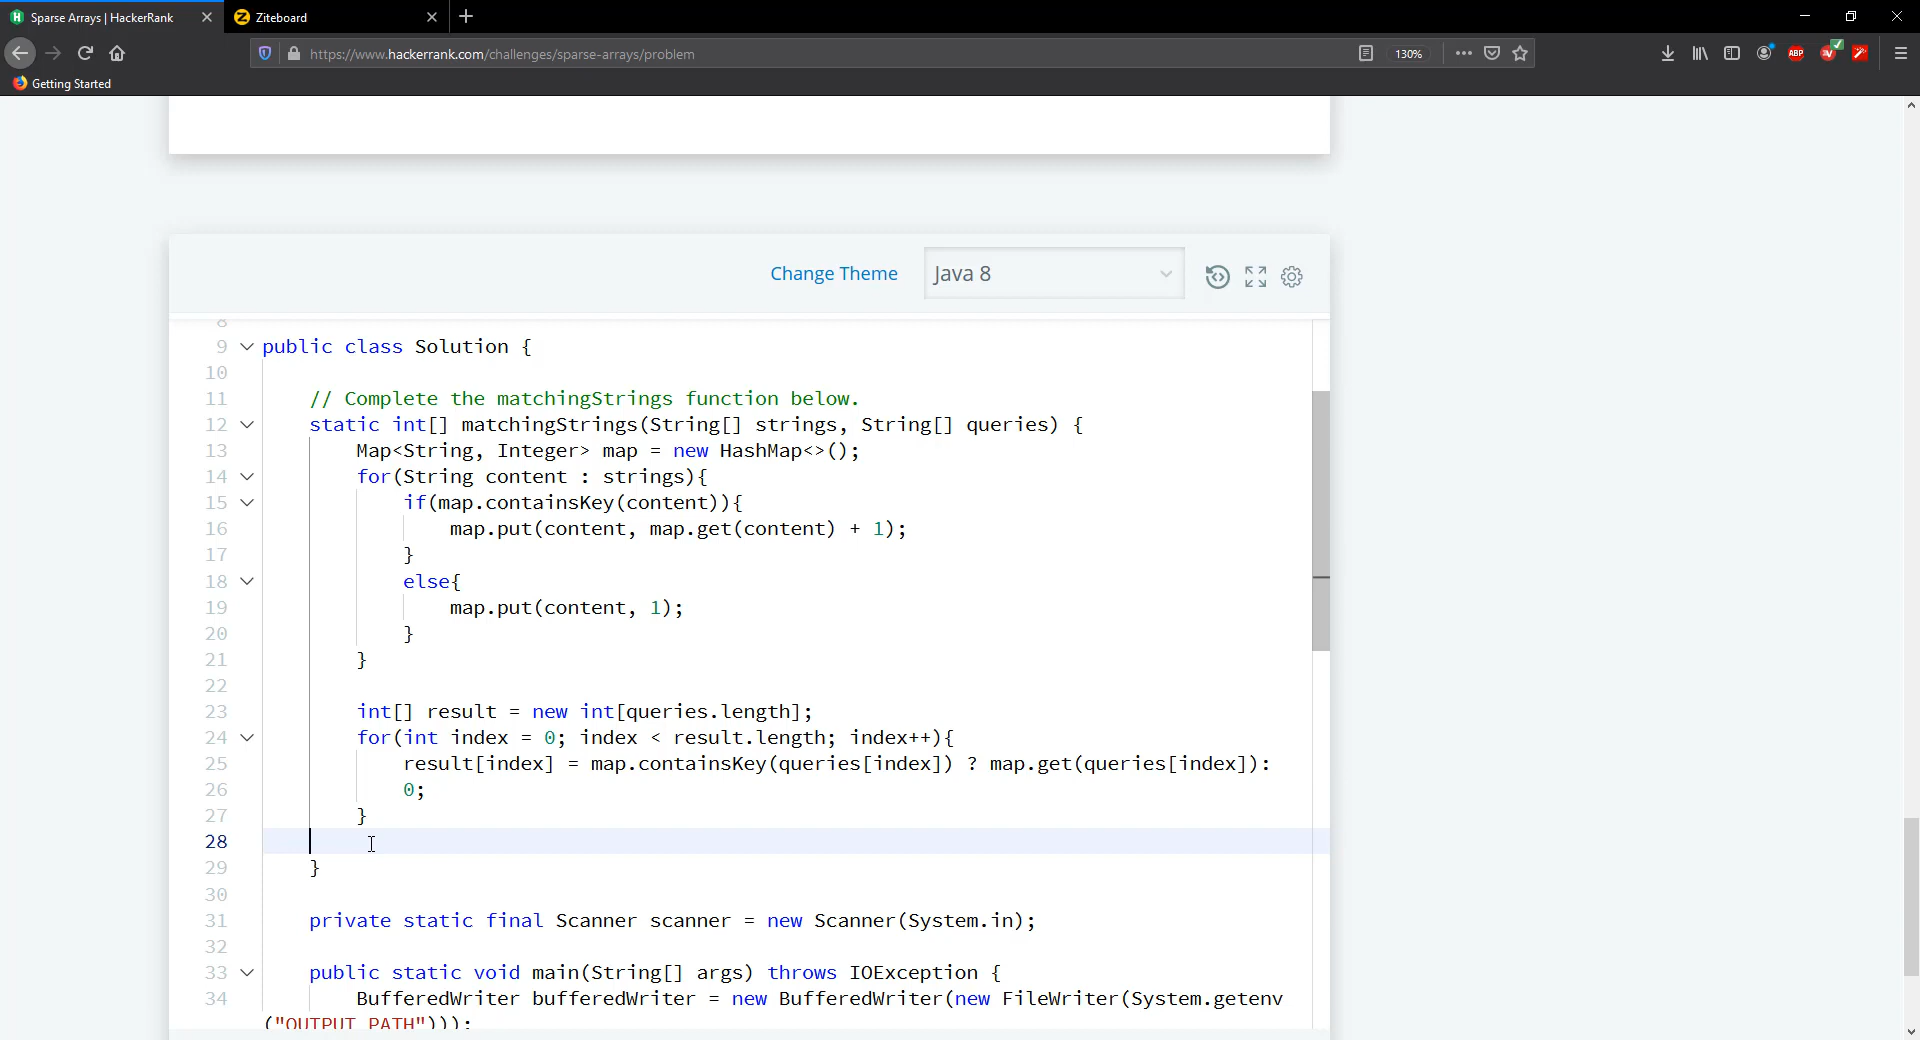 Sparse Arrays | HackerRank
Ziteboard
https://www.hackerrank.com/challenges/sparse-arrays/problem
130%
ABP
Getting Started
Change Theme
Java 8
8
9 public class Solution {
10
11 // Complete the matchingStrings function below.
12 static int[] matchingStrings(String[] strings, String[] queries) {
13 Map<String, Integer> map = new HashMap<>();
14 for(String content : strings){
15 if(map.containsKey(content)){
16 map.put(content, map.get(content) + 1);
17 }
18 else{
19 map.put(content, 1);
20 }
21 }
22
23 int[] result = new int[queries.length];
24 for(int index = 0; index < result.length; index++){
25 result[index] = map.containsKey(queries[index]) ? map.get(queries[index]):
26 0;
27 }
28
29 }
30
31 private static final Scanner scanner = new Scanner(System.in);
32
33 public static void main(String[] args) throws IOException {
34 BufferedWriter bufferedWriter = new BufferedWriter(new FileWriter(System.getenv
("OUTPUT_PATH")));